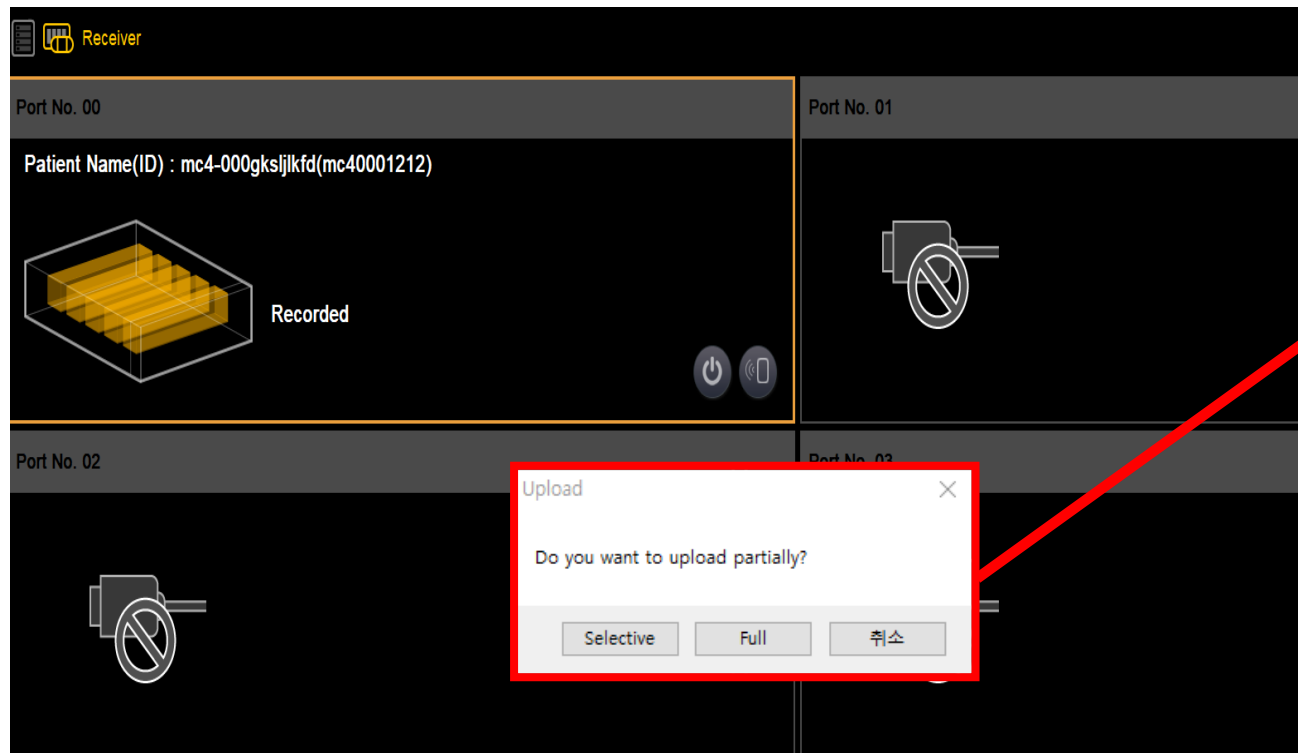 Receiver
Port No. 00
Port No. 01
Patient Name(ID) : mc4-000gksljlkfd(mc40001212)
Recorded
Port No. 02
Port No. 03
Upload
Do you want to upload partially?
Selective
Full
취소